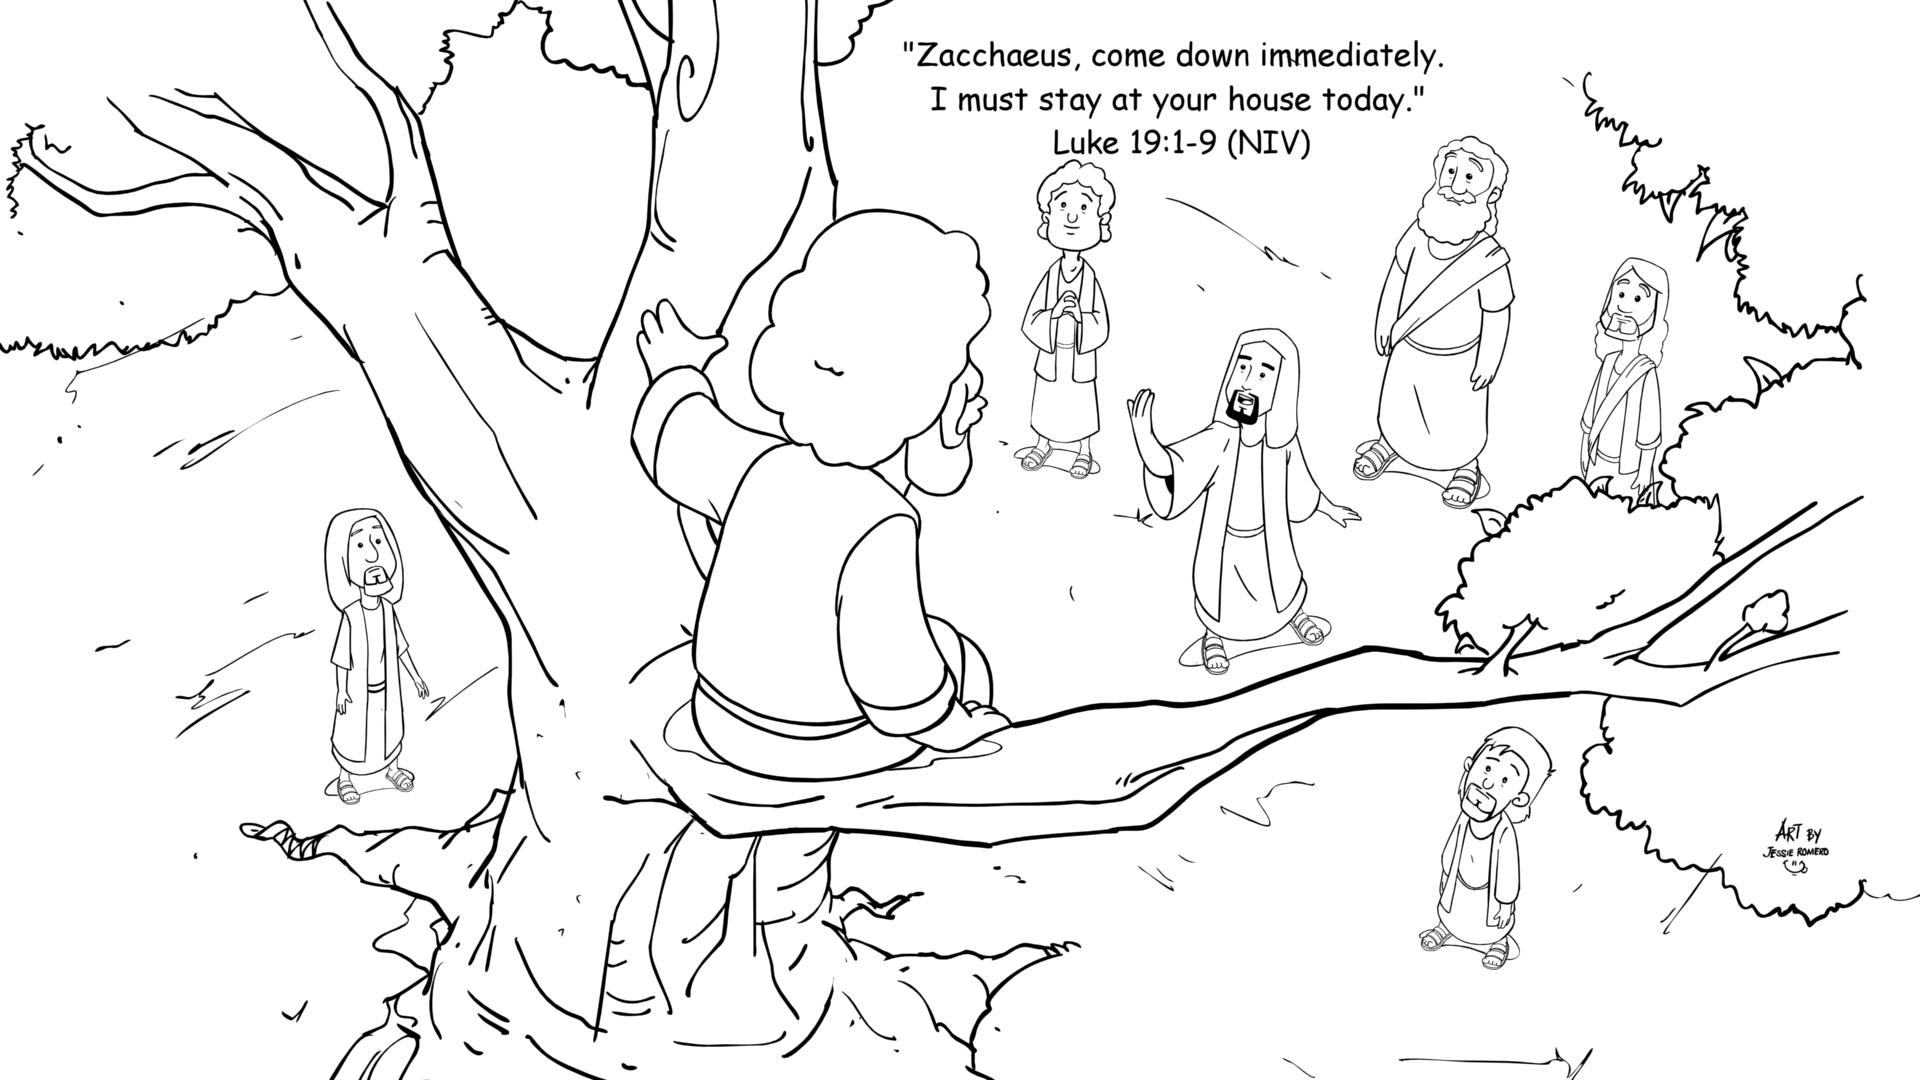 "Zacchaeus, come down immediately.
I must stay at your house today."
Luke 19:1-9 (NIV)
ART BY
JESSIE ROMERO